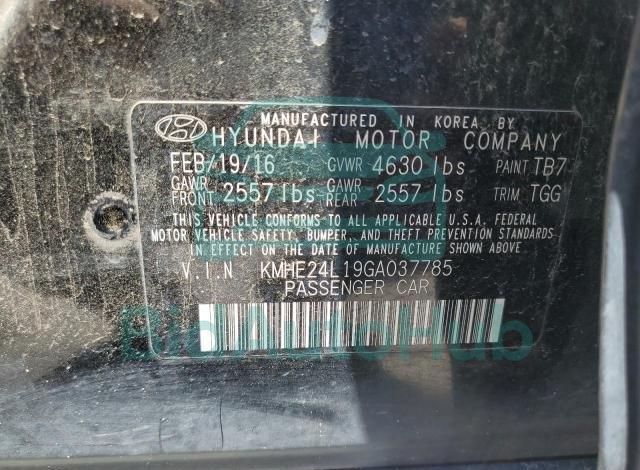 MANUFACTURED IN KOREA BY
HYUNDAI MOTOR COMPANY
FEB/19/16 GVWR 4630 lbs PAINT TB7
GAWR FRONT 2557 lbs GAWR REAR 2557 lbs TRIM TGG
THIS VEHICLE CONFORMS TO ALL APPLICABLE U.S.A. FEDERAL
MOTOR VEHICLE SAFETY, BUMPER, AND THEFT PREVENTION STANDARDS
IN EFFECT ON THE DATE OF MANUFACTURE SHOWN ABOVE
V.I.N KMHE24L19GA037785
PASSENGER CAR
BidAutoHub